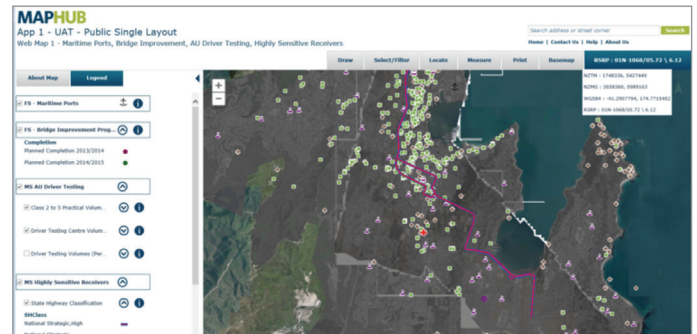 MAPHUB
App 1 - UAT - Public Single Layout
Web Map 1 - Maritime Ports, Bridge Improvement, AU Driver Testing, Highly Sensitive Receivers
Search address or street corner
Search
Home | Contact Us | Help | About Us
Draw Select/Filter Locate Measure Print Basemap RSRP : 01N-1068/05.72 \ 6.12
NZTM : 1748336, 5427449
NZMG : 2658360, 5989163
WGS84 : -41.2907794, 174.7715452
RSRP : 01N-1068/05.72 \ 6.12
About Map Legend
FS - Maritime Ports
FS - Bridge Improvement Prog...
Completion
Planned Completion 2013/2014
Planned Completion 2014/2015
MS AU Driver Testing
Class 2 to 5 Practical Volum...
Driver Testing Centre Volum...
Driver Testing Volumes (Per...
MS Highly Sensitive Receivers
State Highway Classification
SHClass
National Strategic,High